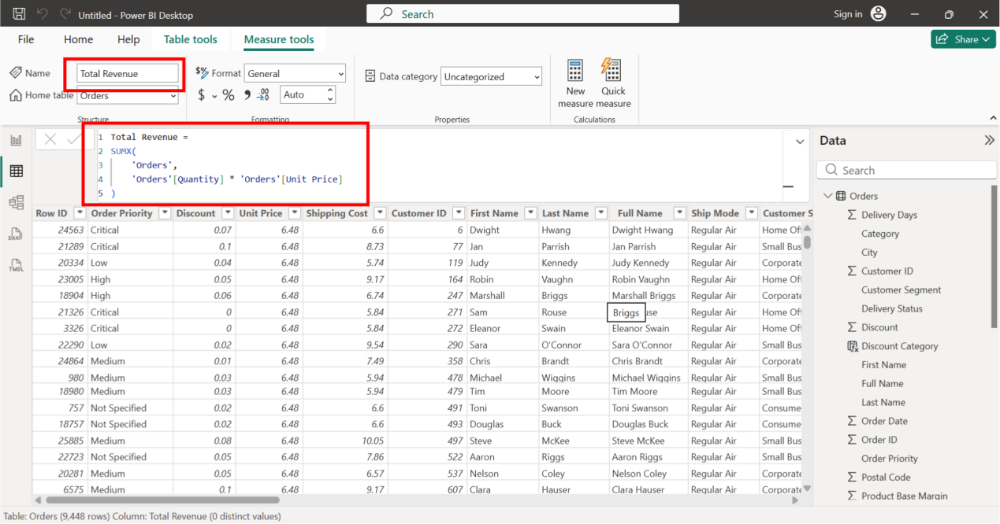 Untitled - Power BI Desktop
Search
Sign in
File Home Help Table tools Measure tools
Share
Name Total Revenue
Home table Orders
Structure
$% Format General
$ % , .00 →0 Auto
Formatting
Data category Uncategorized
Properties
New measure
Quick measure
Calculations
1 Total Revenue =
2 SUMX(
3 'Orders',
4 'Orders'[Quantity] * 'Orders'[Unit Price]
5 )
Row ID Order Priority Discount Unit Price Shipping Cost Customer ID First Name Last Name Full Name Ship Mode Customer S
24563 Critical 0.07 6.48 6.6 6 Dwight Hwang Dwight Hwang Regular Air Home Off
21289 Critical 0.1 6.48 8.73 77 Jan Parrish Jan Parrish Regular Air Small Bus
20334 Low 0.04 6.48 5.74 119 Judy Kennedy Judy Kennedy Regular Air Corporate
23005 High 0.05 6.48 9.17 164 Robin Vaughn Robin Vaughn Regular Air Home Off
18904 High 0.06 6.48 6.74 247 Marshall Briggs Marshall Briggs Regular Air Corporate
21326 Critical 0 6.48 5.84 271 Sam Rouse Briggs use Regular Air Home Off
3326 Critical 0 6.48 5.84 272 Eleanor Swain Eleanor Swain Regular Air Home Off
22290 Low 0.02 6.48 9.54 290 Sara O'Connor Sara O'Connor Regular Air Small Bus
24864 Medium 0.01 6.48 7.49 358 Chris Brandt Chris Brandt Regular Air Corporate
980 Medium 0.03 6.48 5.94 478 Michael Wiggins Michael Wiggins Regular Air Small Bus
18980 Medium 0.03 6.48 5.94 479 Tim Moore Tim Moore Regular Air Small Bus
757 Not Specified 0.02 6.48 6.6 491 Toni Swanson Toni Swanson Regular Air Consume
18757 Not Specified 0.02 6.48 6.6 493 Douglas Buck Douglas Buck Regular Air Consume
25885 Medium 0.08 6.48 10.05 497 Steve McKee Steve McKee Regular Air Small Bus
22723 Not Specified 0.05 6.48 7.86 522 Aaron Riggs Aaron Riggs Regular Air Small Bus
20281 Medium 0.05 6.48 6.57 537 Nelson Coley Nelson Coley Regular Air Corporate
6575 Medium 0.1 6.48 9.17 607 Clara Hauser Clara Hauser Regular Air Corporate
DAX
TMDL
Data
Search
Orders
Delivery Days
Category
City
Customer ID
Customer Segment
Delivery Status
Discount
Discount Category
First Name
Full Name
Last Name
Order Date
Order ID
Order Priority
Postal Code
Product Base Margin
Table: Orders (9,448 rows) Column: Total Revenue (0 distinct values)